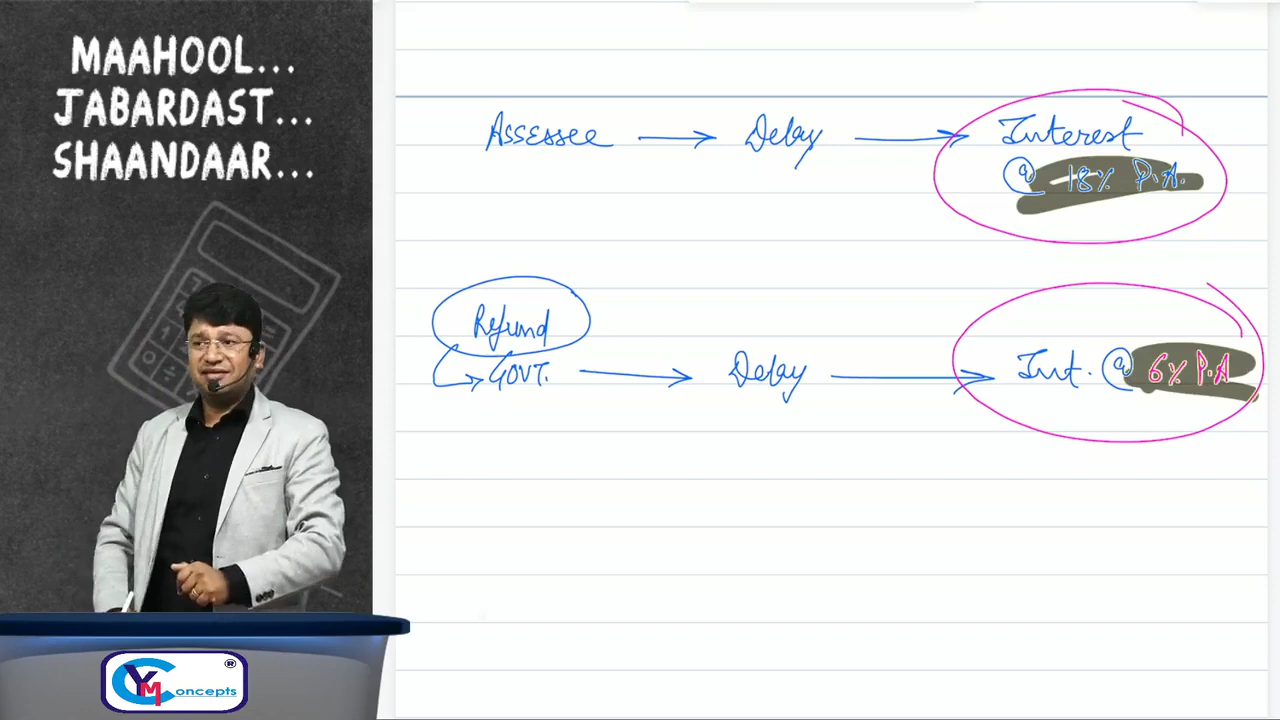 MAAHOOL...
JABARDAST...
SHAANDAAR...
Assessee → Delay → Interest
@ 18% P.A.
Refund
→ GOVT. → Delay → Int. @ 6% P.A
YM Concepts ®